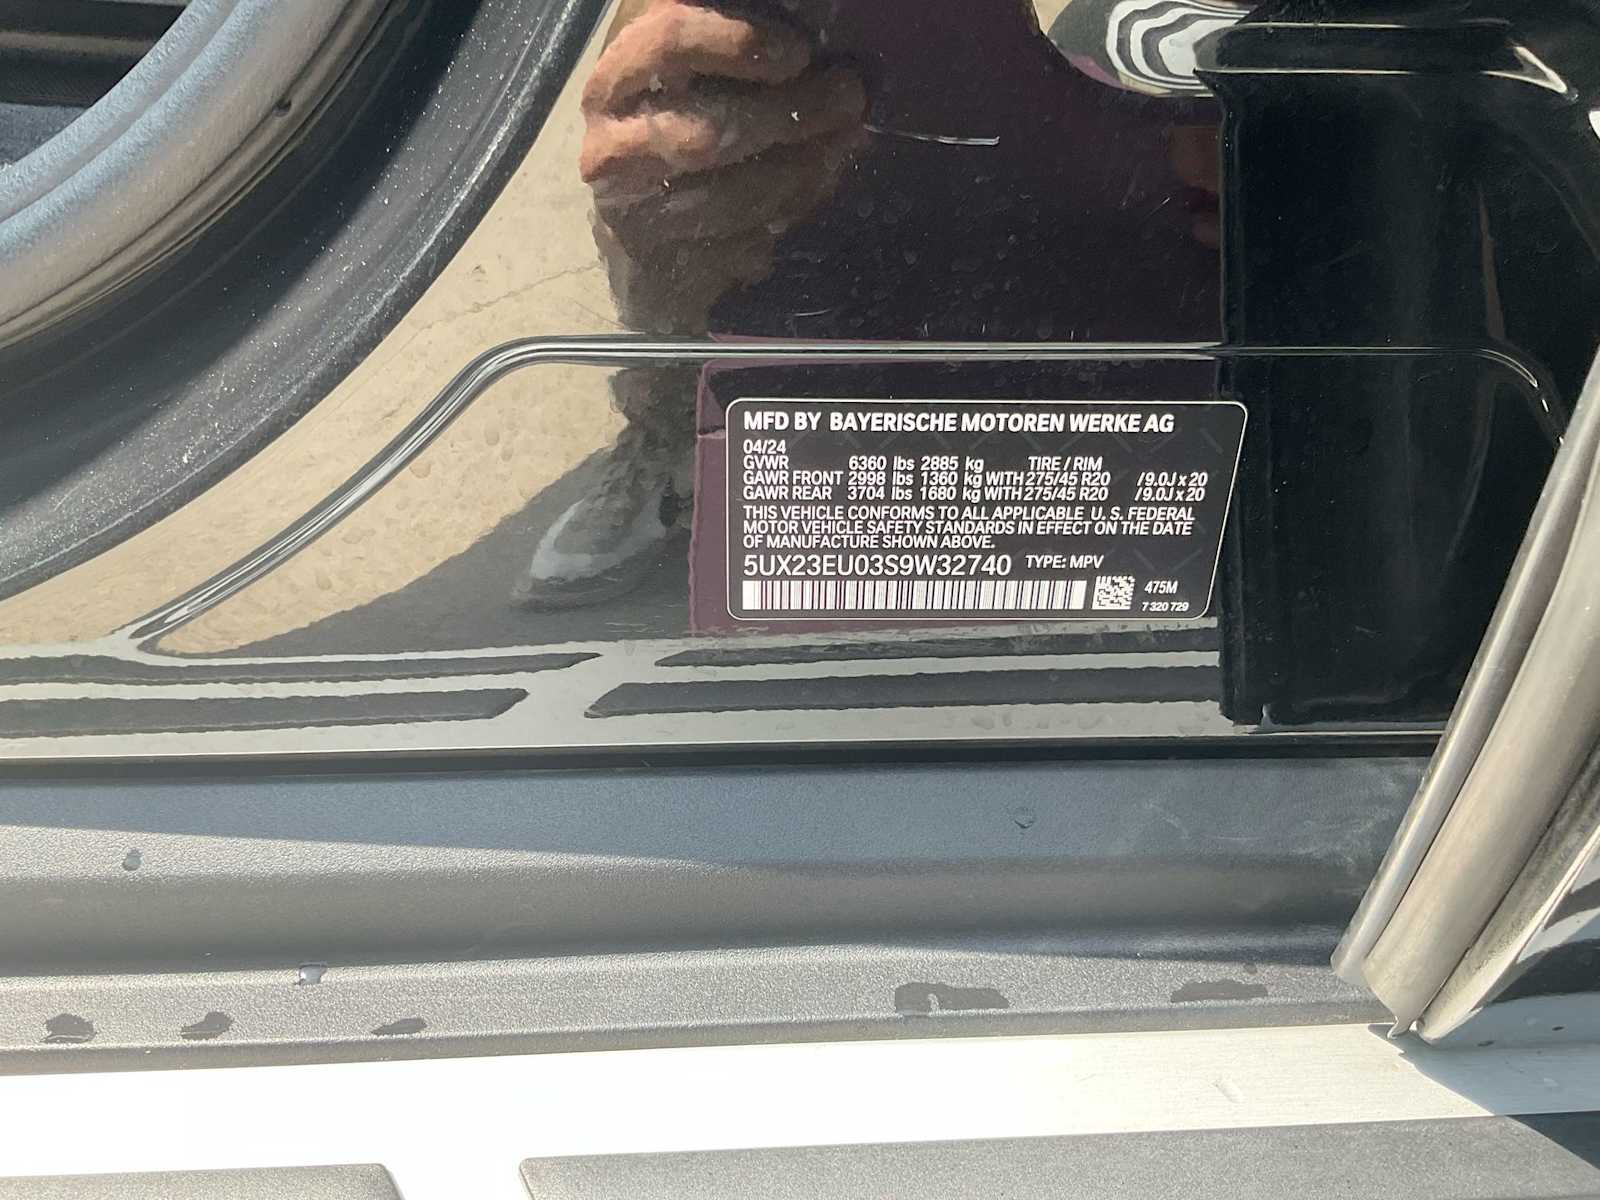 MFD BY BAYERISCHE MOTOREN WERKE AG
04/24
GVWR 6360 lbs 2885 kg TIRE / RIM
GAWR FRONT 2998 lbs 1360 kg WITH 275/45 R20 / 9.0J x 20
GAWR REAR 3704 lbs 1680 kg WITH 275/45 R20 / 9.0J x 20
THIS VEHICLE CONFORMS TO ALL APPLICABLE U. S. FEDERAL
MOTOR VEHICLE SAFETY STANDARDS IN EFFECT ON THE DATE
OF MANUFACTURE SHOWN ABOVE.
5UX23EU03S9W32740 TYPE: MPV
475M
7 320 729